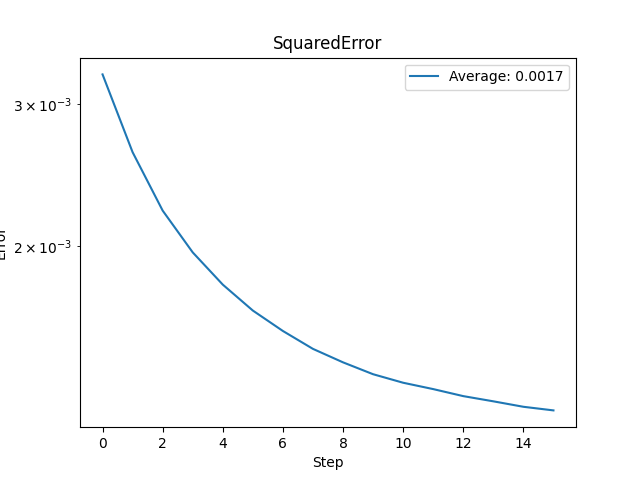 SquaredError
Average: 0.0017
3 × 10⁻³
2 × 10⁻³
Error
0 2 4 6 8 10 12 14
Step